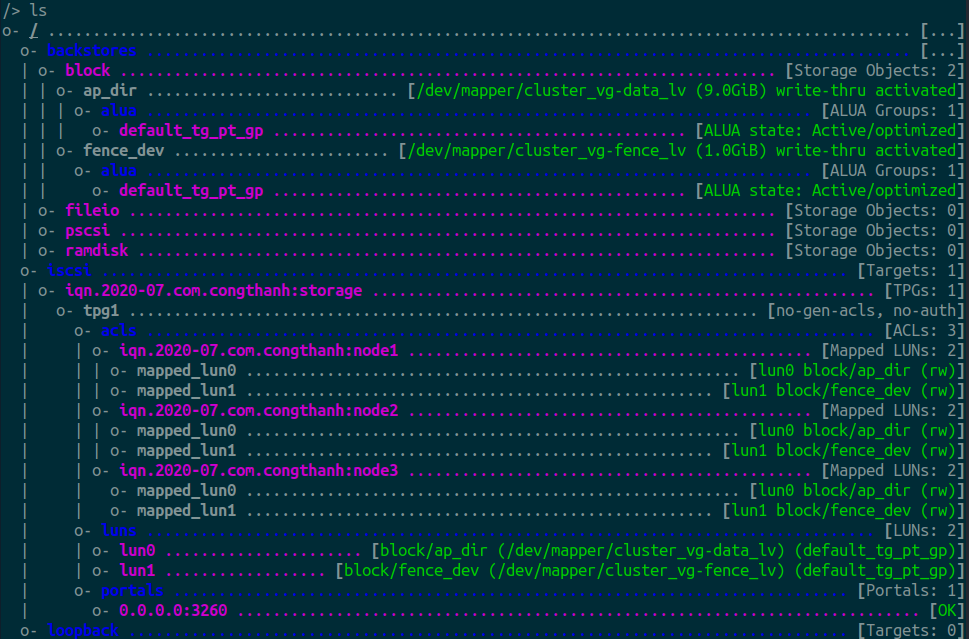 /> ls
o- / ................................................................................................ [...]
  o- backstores ..................................................................................... [...]
  | o- block ......................................................................... [Storage Objects: 2]
  | | o- ap_dir ............................ [/dev/mapper/cluster_vg-data_lv (9.0GiB) write-thru activated]
  | | | o- alua .......................................................................... [ALUA Groups: 1]
  | | |   o- default_tg_pt_gp .............................................. [ALUA state: Active/optimized]
  | | o- fence_dev ........................ [/dev/mapper/cluster_vg-fence_lv (1.0GiB) write-thru activated]
  | |   o- alua .......................................................................... [ALUA Groups: 1]
  | |     o- default_tg_pt_gp .............................................. [ALUA state: Active/optimized]
  | o- fileio ........................................................................ [Storage Objects: 0]
  | o- pscsi ......................................................................... [Storage Objects: 0]
  | o- ramdisk ....................................................................... [Storage Objects: 0]
  o- iscsi ................................................................................... [Targets: 1]
  | o- iqn.2020-07.com.congthanh:storage ........................................................ [TPGs: 1]
  |   o- tpg1 ....................................................................... [no-gen-acls, no-auth]
  |     o- acls ................................................................................. [ACLs: 3]
  |     | o- iqn.2020-07.com.congthanh:node1 ............................................. [Mapped LUNs: 2]
  |     | | o- mapped_lun0 ....................................................... [lun0 block/ap_dir (rw)]
  |     | | o- mapped_lun1 .................................................... [lun1 block/fence_dev (rw)]
  |     | o- iqn.2020-07.com.congthanh:node2 ............................................. [Mapped LUNs: 2]
  |     | | o- mapped_lun0 ....................................................... [lun0 block/ap_dir (rw)]
  |     | | o- mapped_lun1 .................................................... [lun1 block/fence_dev (rw)]
  |     | o- iqn.2020-07.com.congthanh:node3 ............................................. [Mapped LUNs: 2]
  |     |   o- mapped_lun0 ....................................................... [lun0 block/ap_dir (rw)]
  |     |   o- mapped_lun1 .................................................... [lun1 block/fence_dev (rw)]
  |     o- luns ................................................................................. [LUNs: 2]
  |     | o- lun0 ...................... [block/ap_dir (/dev/mapper/cluster_vg-data_lv) (default_tg_pt_gp)]
  |     | o- lun1 .................. [block/fence_dev (/dev/mapper/cluster_vg-fence_lv) (default_tg_pt_gp)]
  |     o- portals ........................................................................... [Portals: 1]
  |       o- 0.0.0.0:3260 ............................................................................ [OK]
  o- loopback ................................................................................ [Targets: 0]